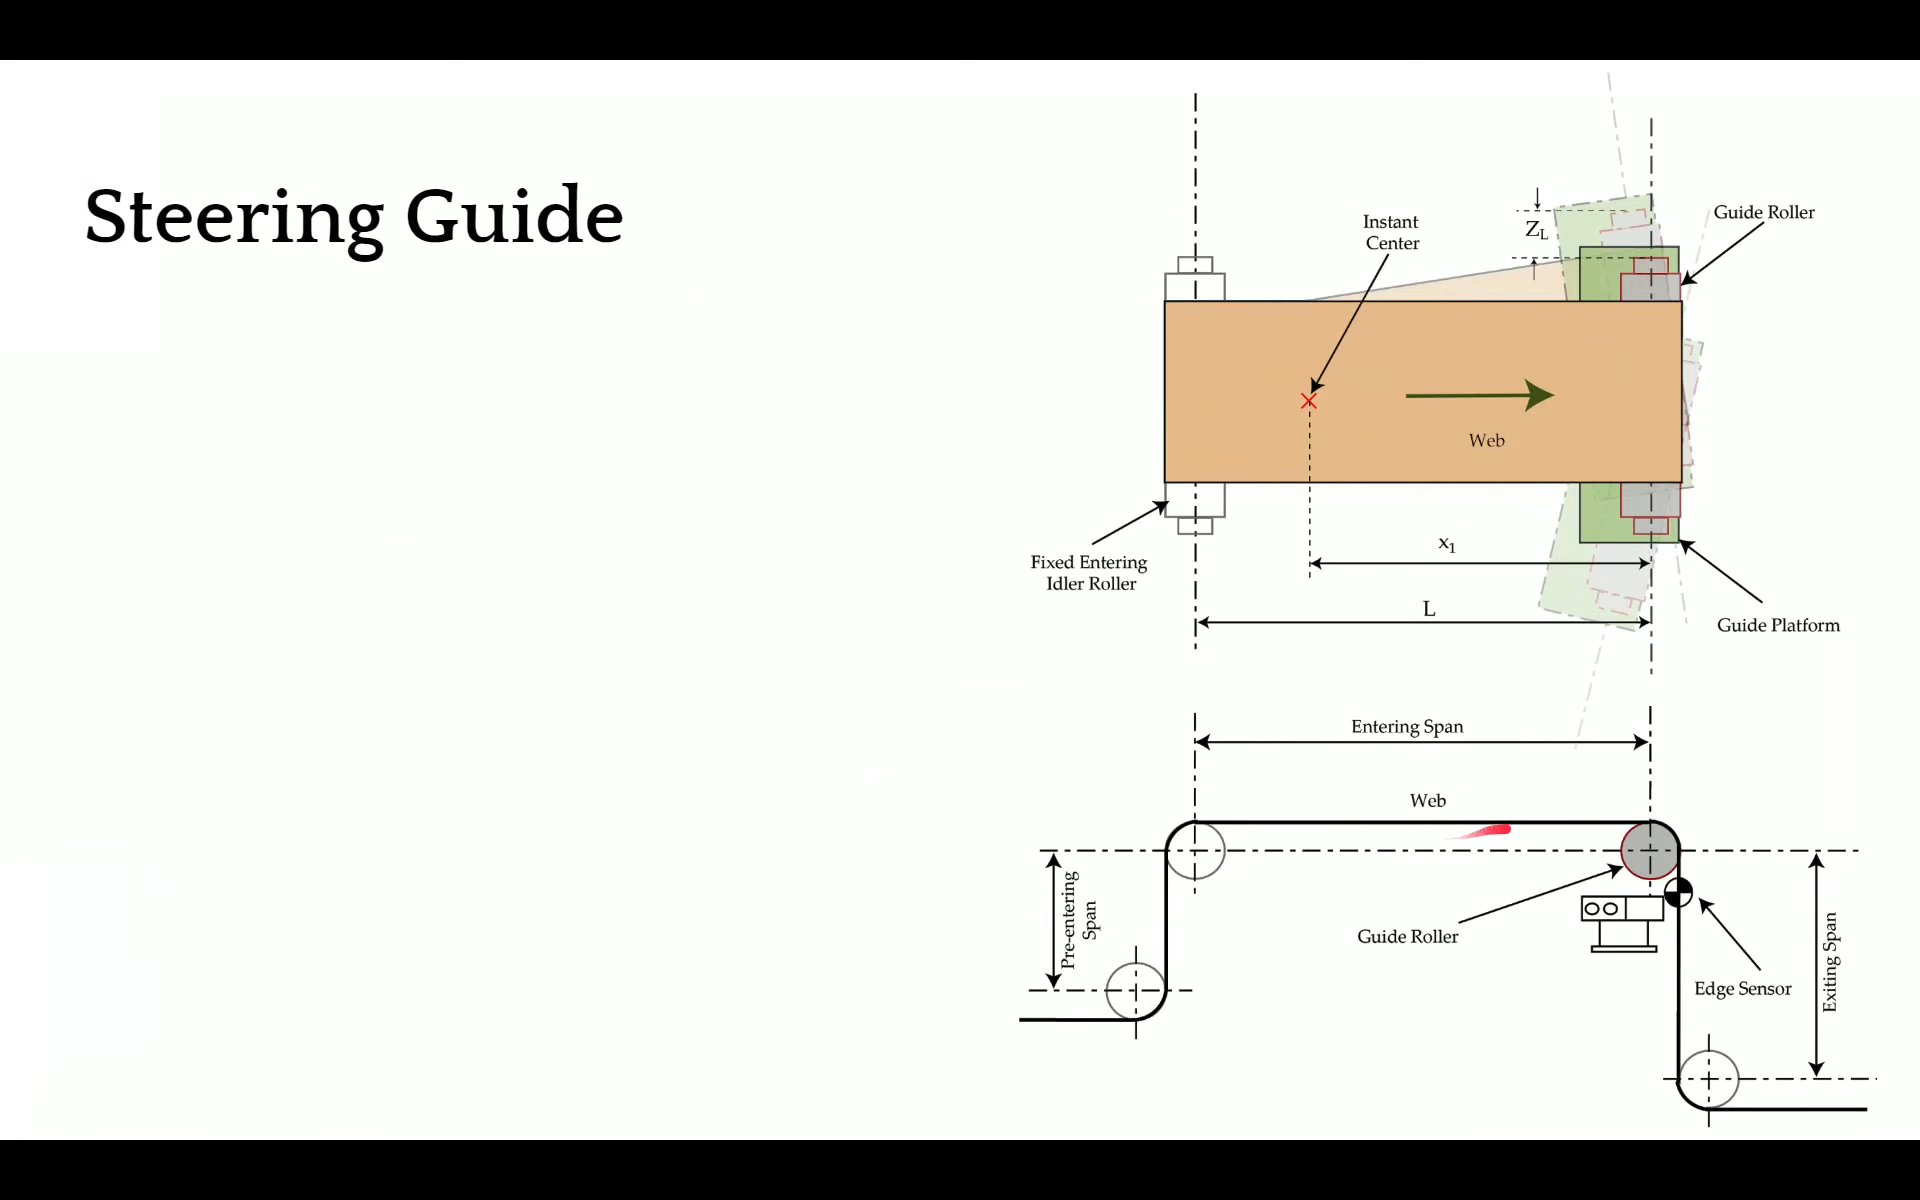 Steering Guide
Instant
Center
Z_L
Guide Roller
Web
x₁
Fixed Entering
Idler Roller
L
Guide Platform
Entering Span
Web
Pre-entering
Span
Guide Roller
Edge Sensor
Exiting Span